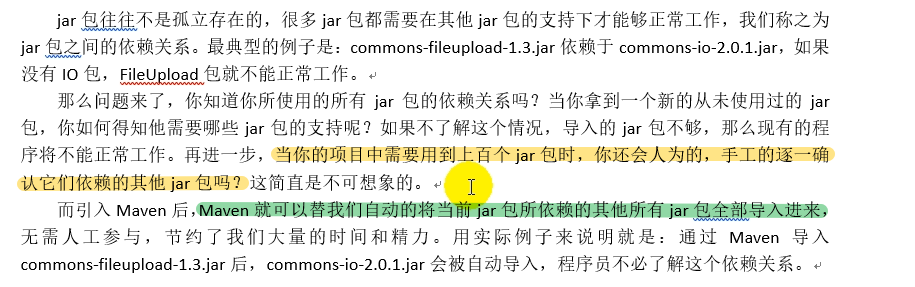 jar 包往往不是孤立存在的，很多 jar 包都需要在其他 jar 包的支持下才能够正常工作，我们称之为
jar 包之间的依赖关系。最典型的例子是：commons-fileupload-1.3.jar 依赖于 commons-io-2.0.1.jar，如果
没有 IO 包，FileUpload 包就不能正常工作。
那么问题来了，你知道你所使用的所有 jar 包的依赖关系吗？当你拿到一个新的从未使用过的 jar
包，你如何得知他需要哪些 jar 包的支持呢？如果不了解这个情况，导入的 jar 包不够，那么现有的程
序将不能正常工作。再进一步，当你的项目中需要用到上百个 jar 包时，你还会人为的，手工的逐一确
认它们依赖的其他 jar 包吗？这简直是不可想象的。
而引入 Maven 后，Maven 就可以替我们自动的将当前 jar 包所依赖的其他所有 jar 包全部导入进来，
无需人工参与，节约了我们大量的时间和精力。用实际例子来说明就是：通过 Maven 导入
commons-fileupload-1.3.jar 后，commons-io-2.0.1.jar 会被自动导入，程序员不必了解这个依赖关系。